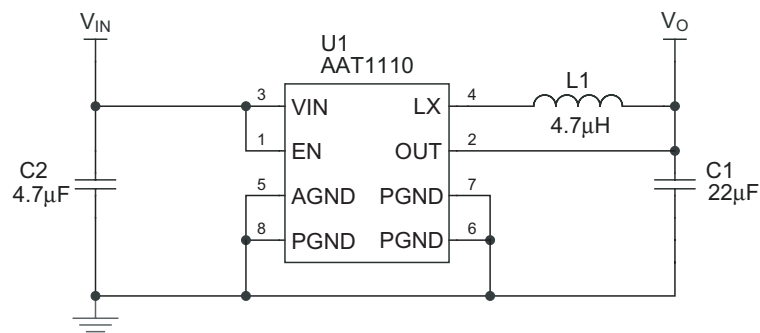 VIN
VO
U1
AAT1110
3 VIN LX 4 L1
4.7μH
1 EN OUT 2
C2
4.7μF
5 AGND PGND 7
C1
22μF
8 PGND PGND 6